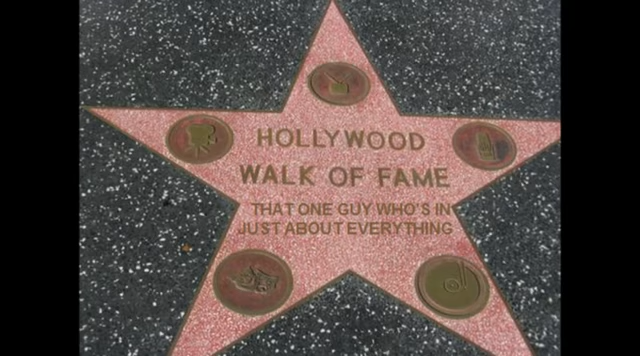 HOLLYWOOD
WALK OF FAME
THAT ONE GUY WHO'S IN
JUST ABOUT EVERYTHING